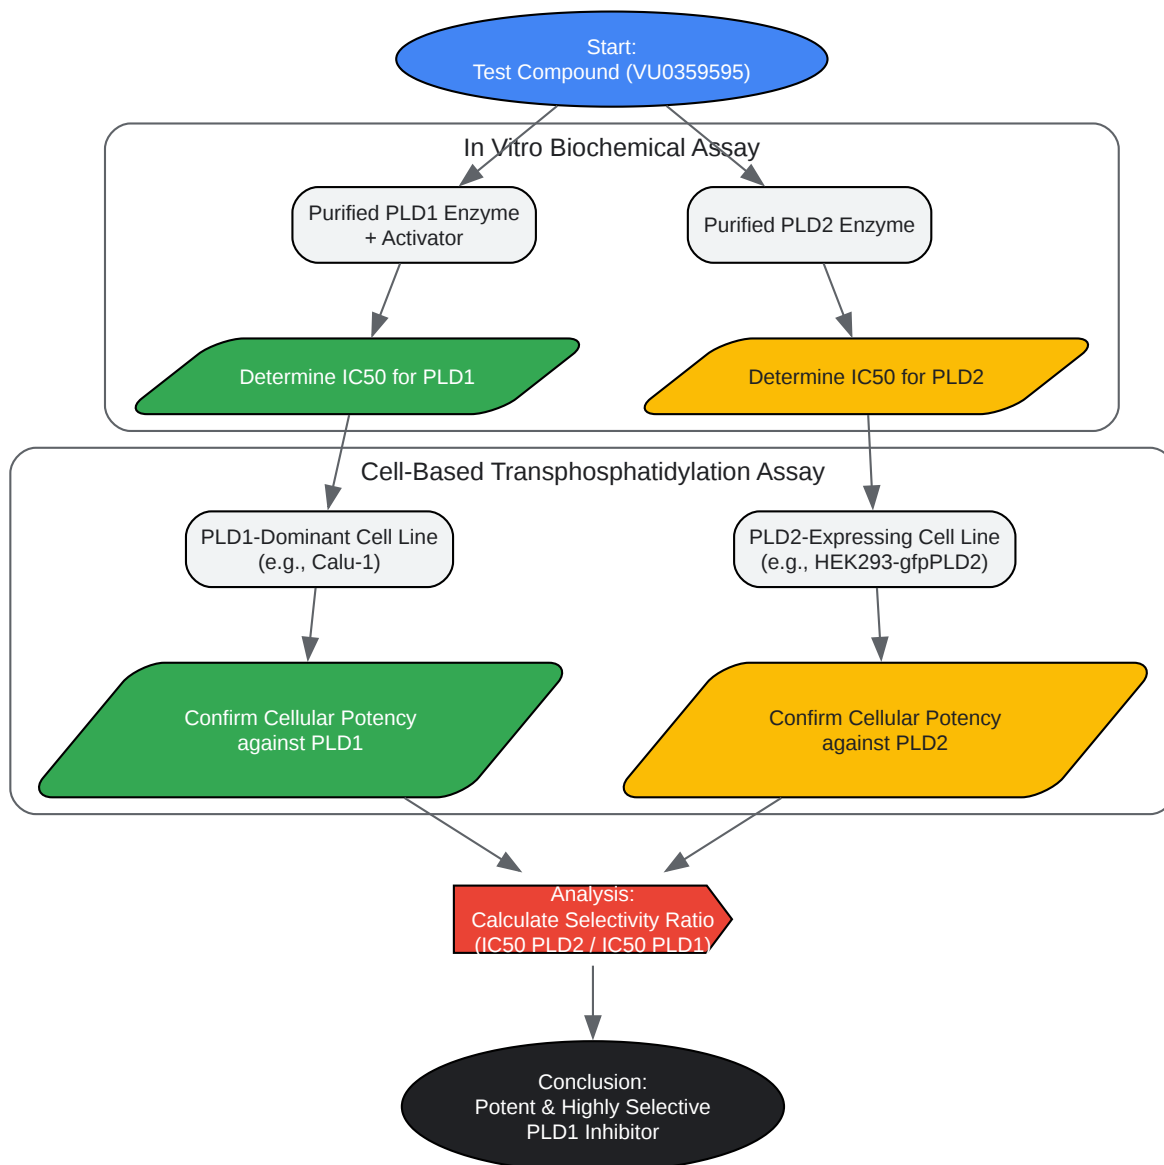 Start:
Test Compound (VU0359595)
In Vitro Biochemical Assay
Purified PLD1 Enzyme
+ Activator
Purified PLD2 Enzyme
Determine IC50 for PLD1
Determine IC50 for PLD2
Cell-Based Transphosphatidylation Assay
PLD1-Dominant Cell Line
(e.g., Calu-1)
PLD2-Expressing Cell Line
(e.g., HEK293-gfpPLD2)
Confirm Cellular Potency
against PLD1
Confirm Cellular Potency
against PLD2
Analysis:
Calculate Selectivity Ratio
(IC50 PLD2 / IC50 PLD1)
Conclusion:
Potent & Highly Selective
PLD1 Inhibitor